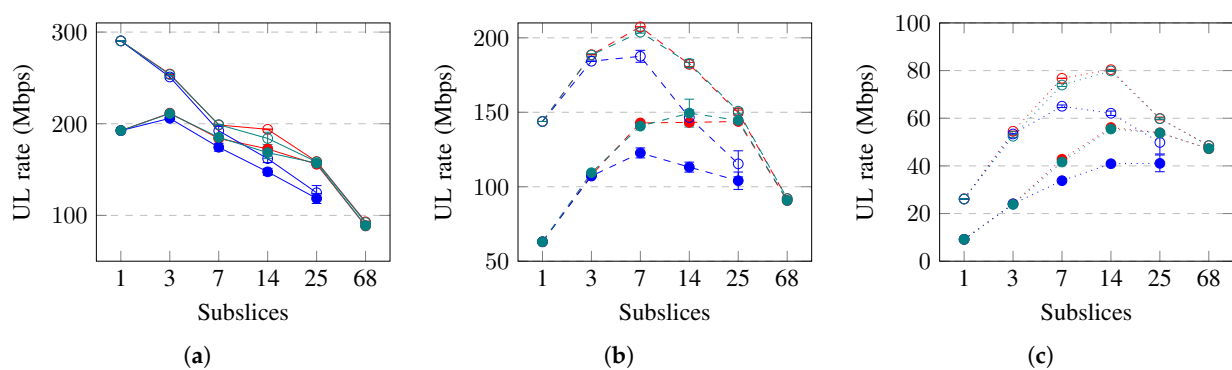 300
200
100
UL rate (Mbps)
1 3 7 14 25 68
Subslices
(a)
200
150
100
50
UL rate (Mbps)
1 3 7 14 25 68
Subslices
(b)
100
80
60
40
20
0
UL rate (Mbps)
1 3 7 14 25 68
Subslices
(c)